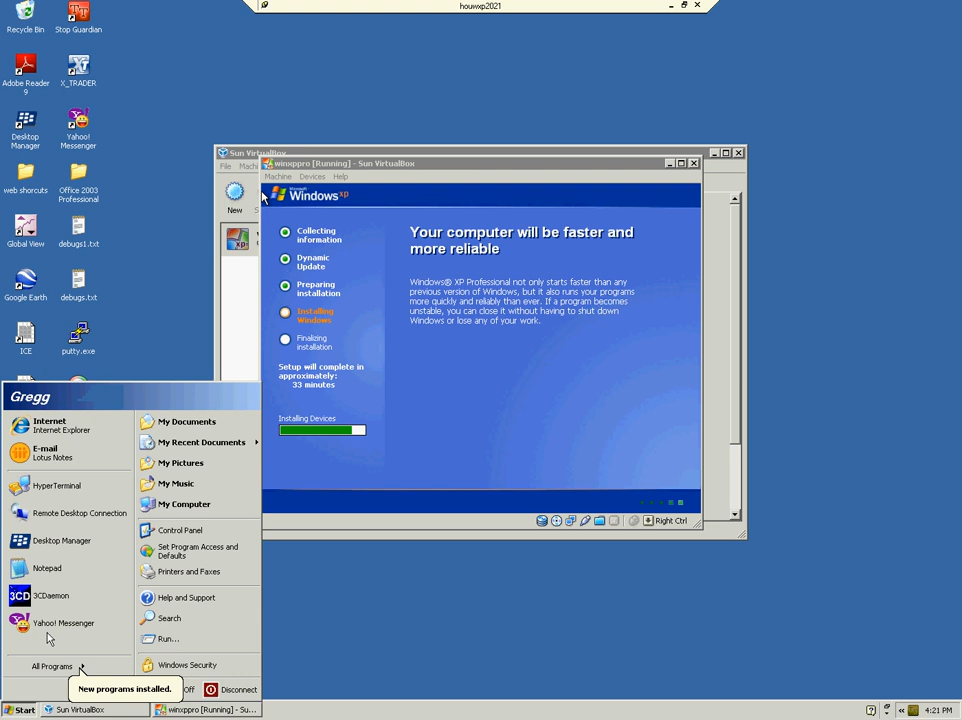 houwxp2021
Recycle Bin
Stop Guardian
Adobe Reader
9
X_TRADER
Desktop
Manager
Yahoo!
Messenger
web shorcuts
Office 2003
Professional
Global View
debugs1.txt
Google Earth
debugs.txt
ICE
putty.exe
Sun VirtualBox
File Machi
New
winxppro [Running] - Sun VirtualBox
Machine Devices Help
Microsoft
Windows xp
Collecting
information
Dynamic
Update
Preparing
installation
Installing
Windows
Finalizing
installation
Setup will complete in
approximately:
33 minutes
Installing Devices
Your computer will be faster and
more reliable
Windows® XP Professional not only starts faster than any
previous version of Windows, but it also runs your programs
more quickly and reliably than ever. If a program becomes
unstable, you can close it without having to shut down
Windows or lose any of your work.
Right Ctrl
Gregg
Internet
Internet Explorer
E-mail
Lotus Notes
HyperTerminal
Remote Desktop Connection
Desktop Manager
Notepad
3CD
3CDaemon
Yahoo! Messenger
All Programs
My Documents
My Recent Documents
My Pictures
My Music
My Computer
Control Panel
Set Program Access and
Defaults
Printers and Faxes
Help and Support
Search
Run...
Windows Security
New programs installed.
Off
Disconnect
Start
Sun VirtualBox
winxppro [Running] - Su...
4:21 PM